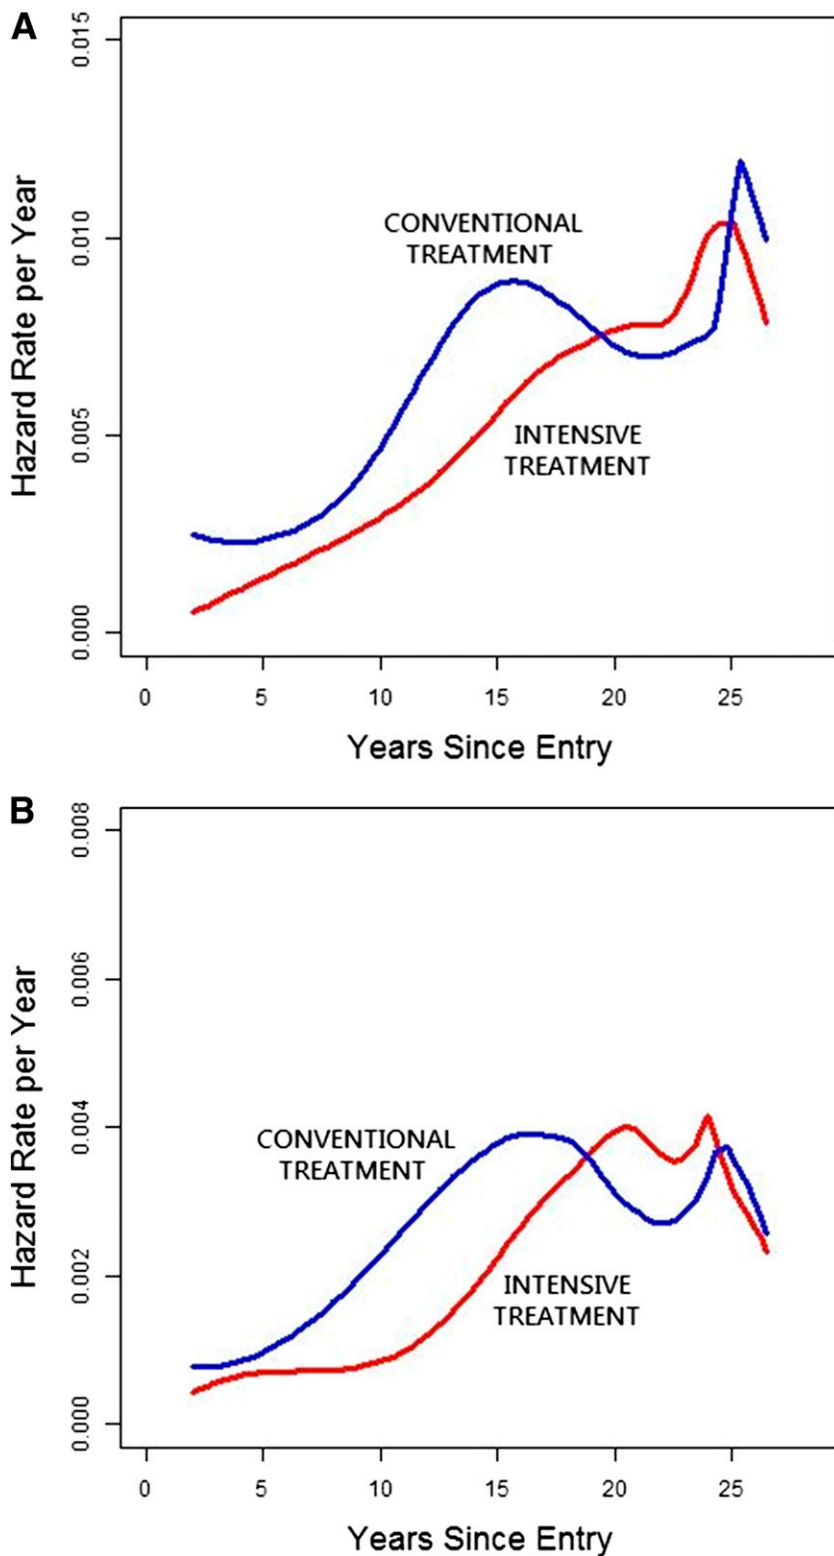 A
0.015
0.010
0.005
0.000
Hazard Rate per Year
CONVENTIONAL
TREATMENT
INTENSIVE
TREATMENT
0 5 10 15 20 25
Years Since Entry
B
0.008
0.006
0.004
0.002
0.000
Hazard Rate per Year
CONVENTIONAL
TREATMENT
INTENSIVE
TREATMENT
0 5 10 15 20 25
Years Since Entry